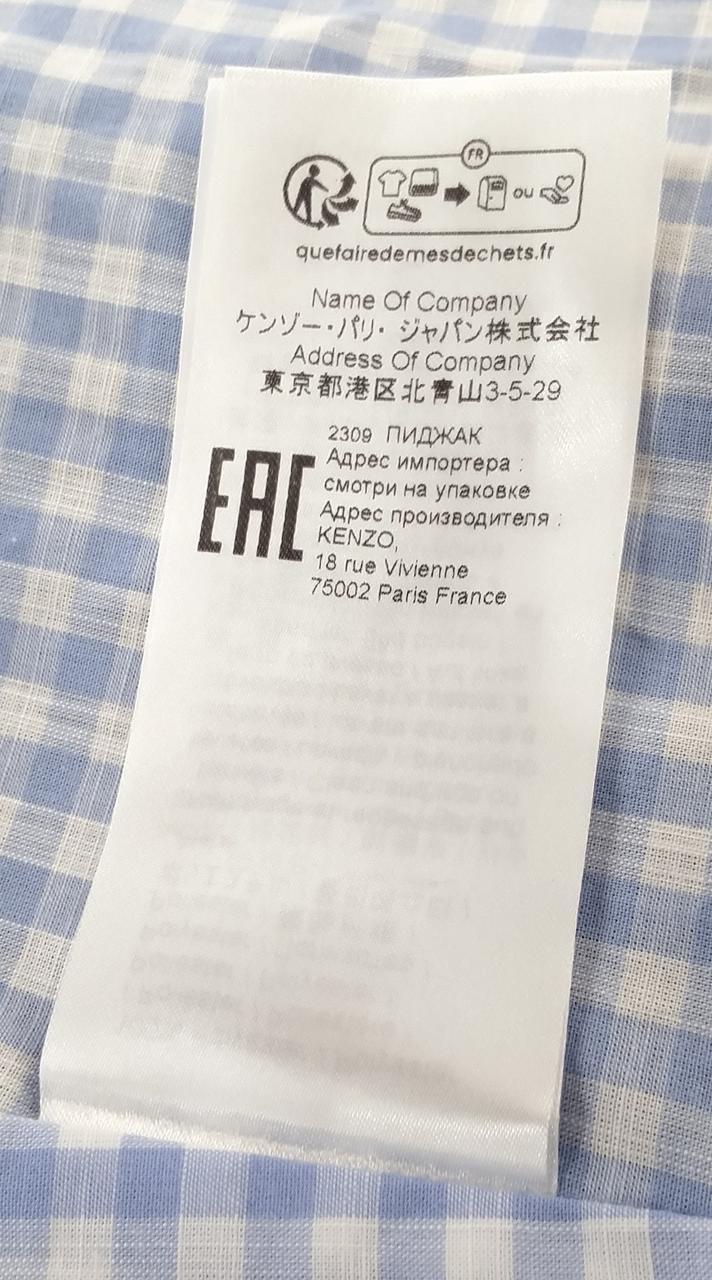 FR
OU
quefairedemesdechets.fr
Name Of Company
ケンゾー・パリ・ ジャパン株式会社
Address Of Company
東京都港区北青山3-5-29
2309 ПИДЖАК
EAC
Адрес импортера :
смотри на упаковке
Адрес производителя :
KENZO,
18 rue Vivienne
75002 Paris France